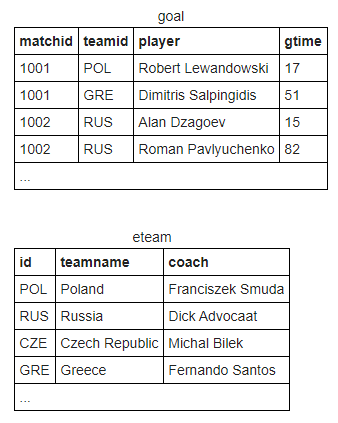 goal
matchid teamid player gtime
1001 POL Robert Lewandowski 17
1001 GRE Dimitris Salpingidis 51
1002 RUS Alan Dzagoev 15
1002 RUS Roman Pavlyuchenko 82
...
eteam
id teamname coach
POL Poland Franciszek Smuda
RUS Russia Dick Advocaat
CZE Czech Republic Michal Bilek
GRE Greece Fernando Santos
...